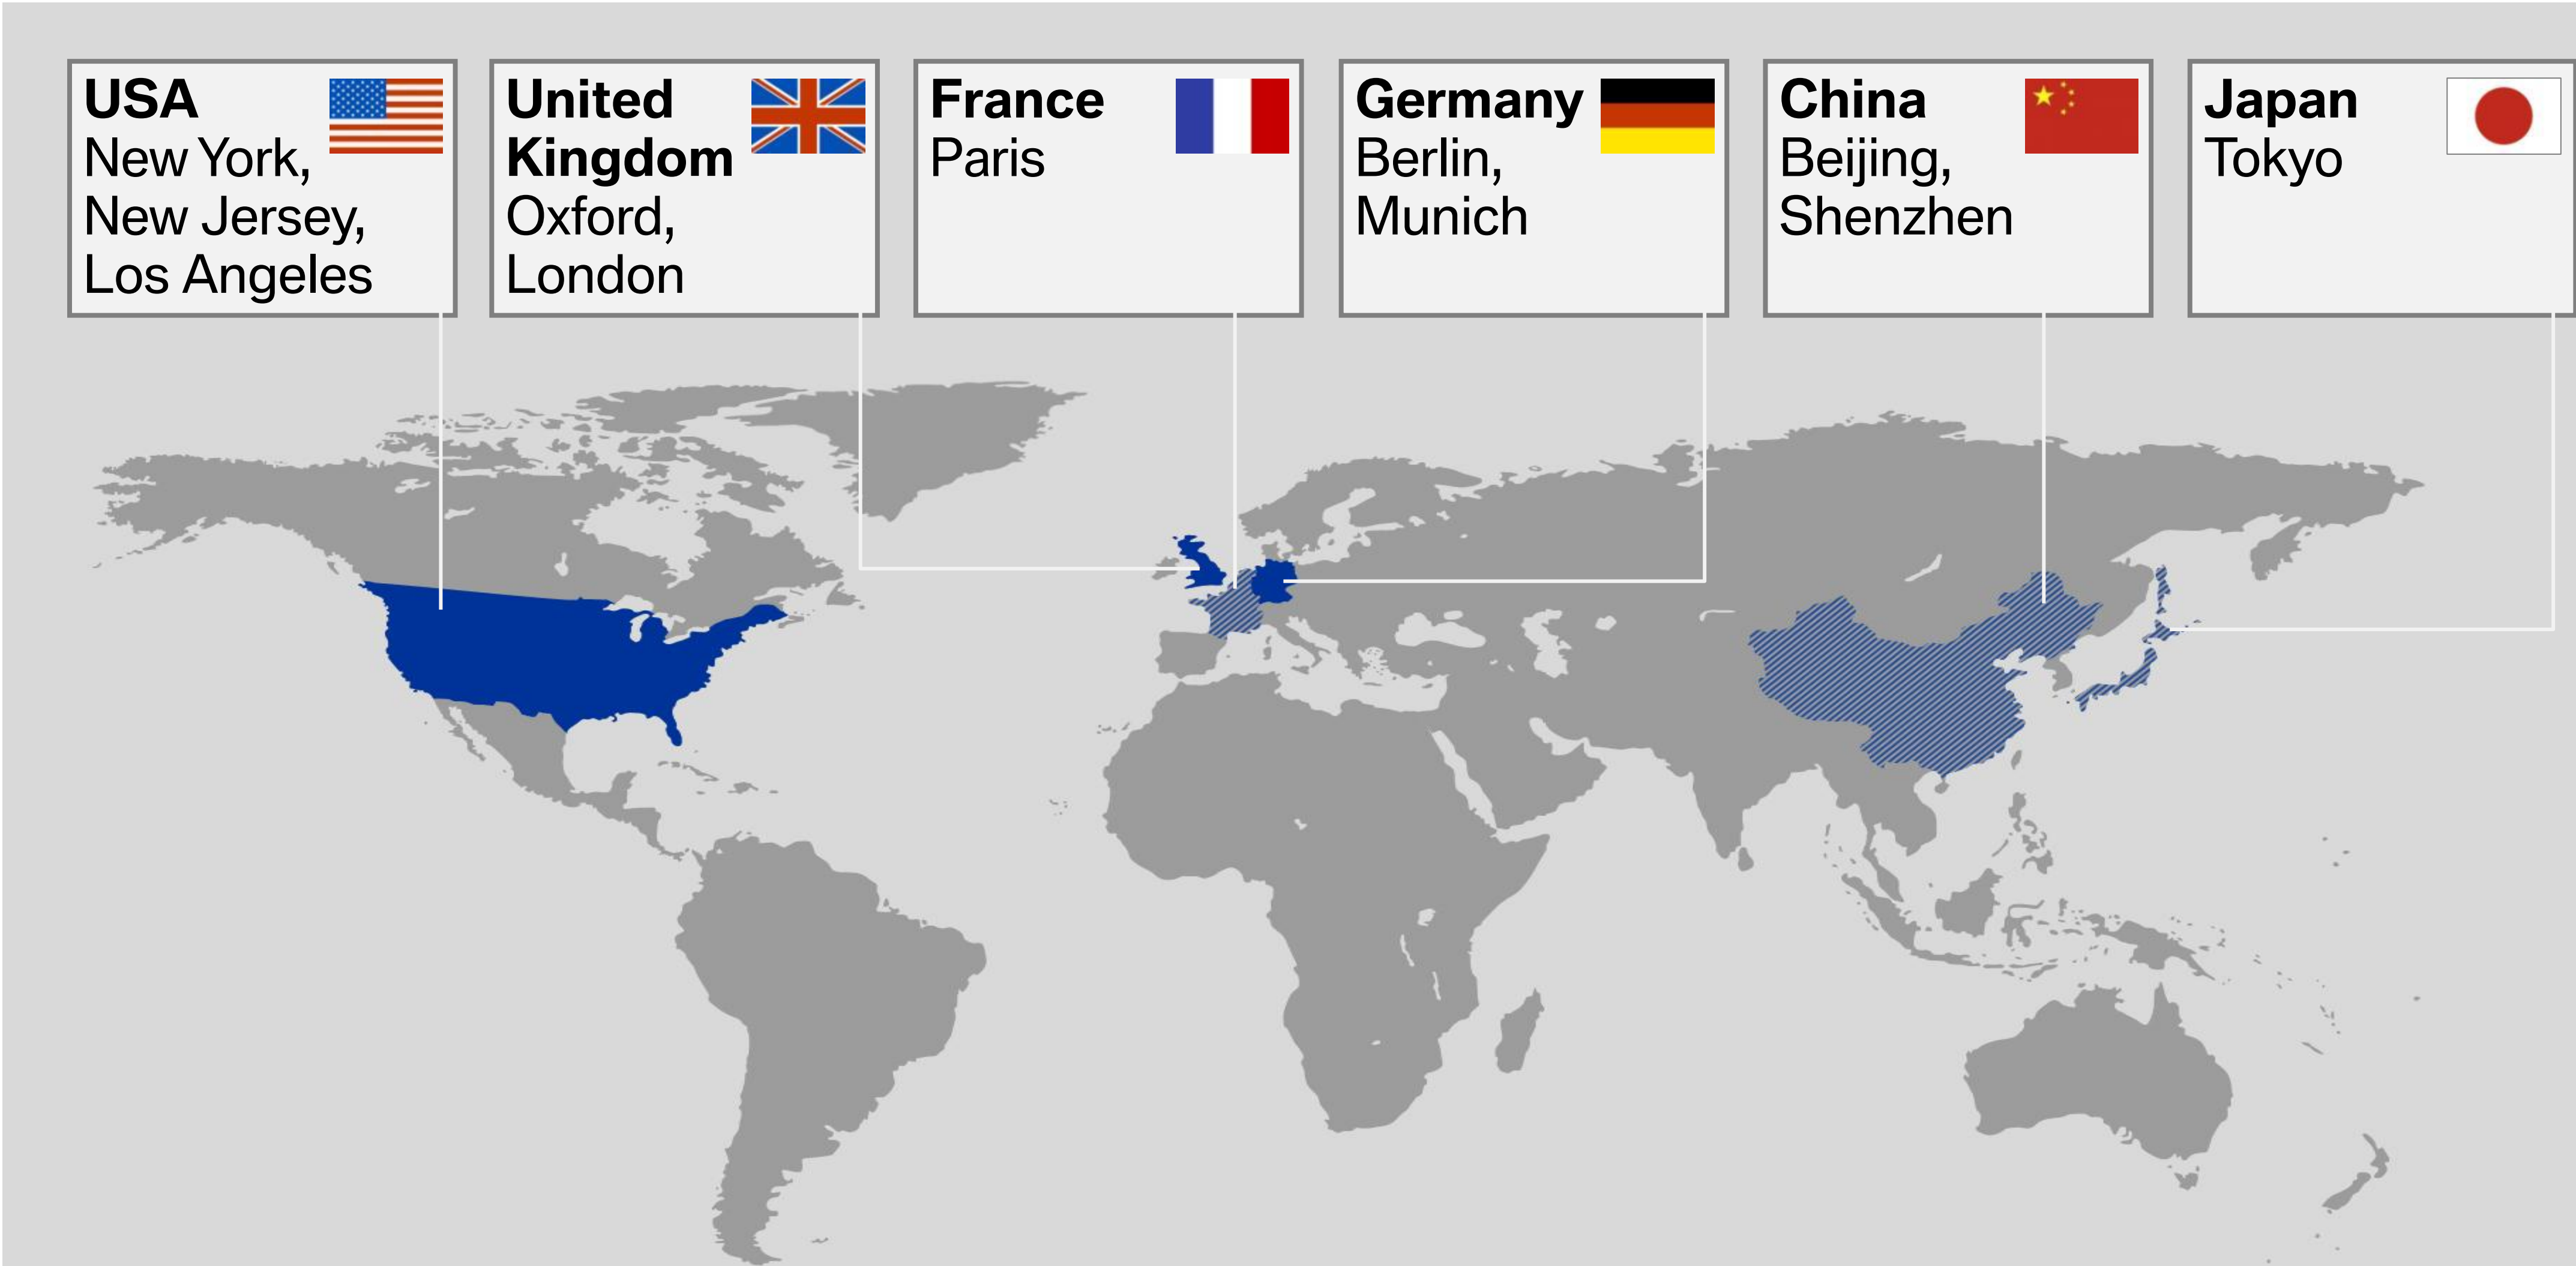 USA
New York,
New Jersey,
Los Angeles
United
Kingdom
Oxford,
London
France
Paris
Germany
Berlin,
Munich
China
Beijing,
Shenzhen
Japan
Tokyo